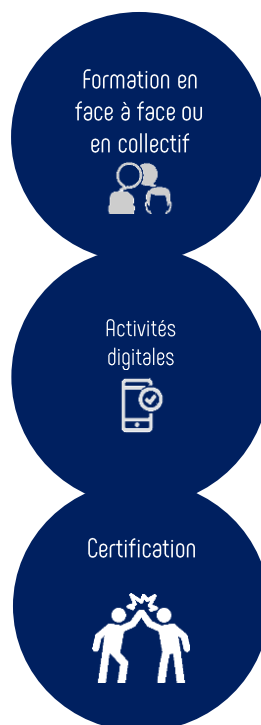 Formation en
face à face ou
en collectif
Activités
digitales
Certification